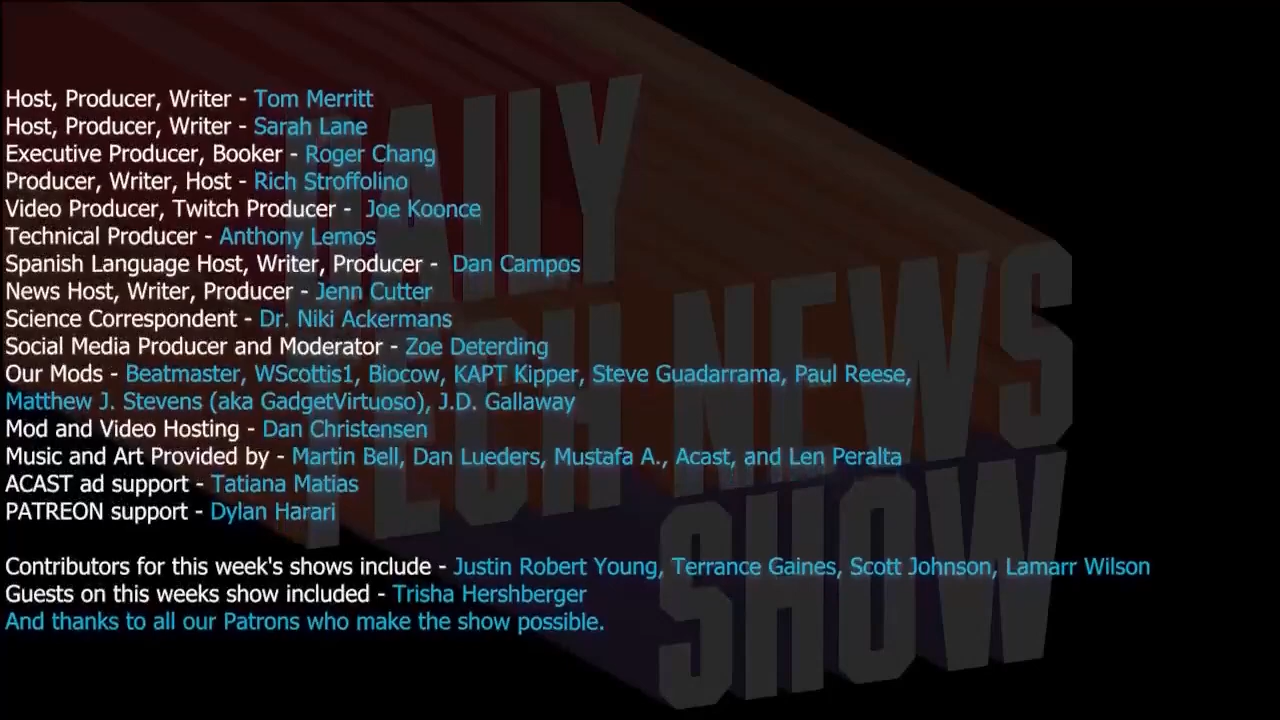 Host, Producer, Writer - Tom Merritt
Host, Producer, Writer - Sarah Lane
Executive Producer, Booker - Roger Chang
Producer, Writer, Host - Rich Stroffolino
Video Producer, Twitch Producer -  Joe Koonce
Technical Producer - Anthony Lemos
Spanish Language Host, Writer, Producer -  Dan Campos
News Host, Writer, Producer - Jenn Cutter
Science Correspondent - Dr. Niki Ackermans
Social Media Producer and Moderator - Zoe Deterding
Our Mods - Beatmaster, WScottis1, Biocow, KAPT Kipper, Steve Guadarrama, Paul Reese,
Matthew J. Stevens (aka GadgetVirtuoso), J.D. Gallaway
Mod and Video Hosting - Dan Christensen
Music and Art Provided by - Martin Bell, Dan Lueders, Mustafa A., Acast, and Len Peralta
ACAST ad support - Tatiana Matias
PATREON support - Dylan Harari
Contributors for this week's shows include - Justin Robert Young, Terrance Gaines, Scott Johnson, Lamarr Wilson
Guests on this weeks show included - Trisha Hershberger
And thanks to all our Patrons who make the show possible.
DAILY
TECH NEWS
SHOW